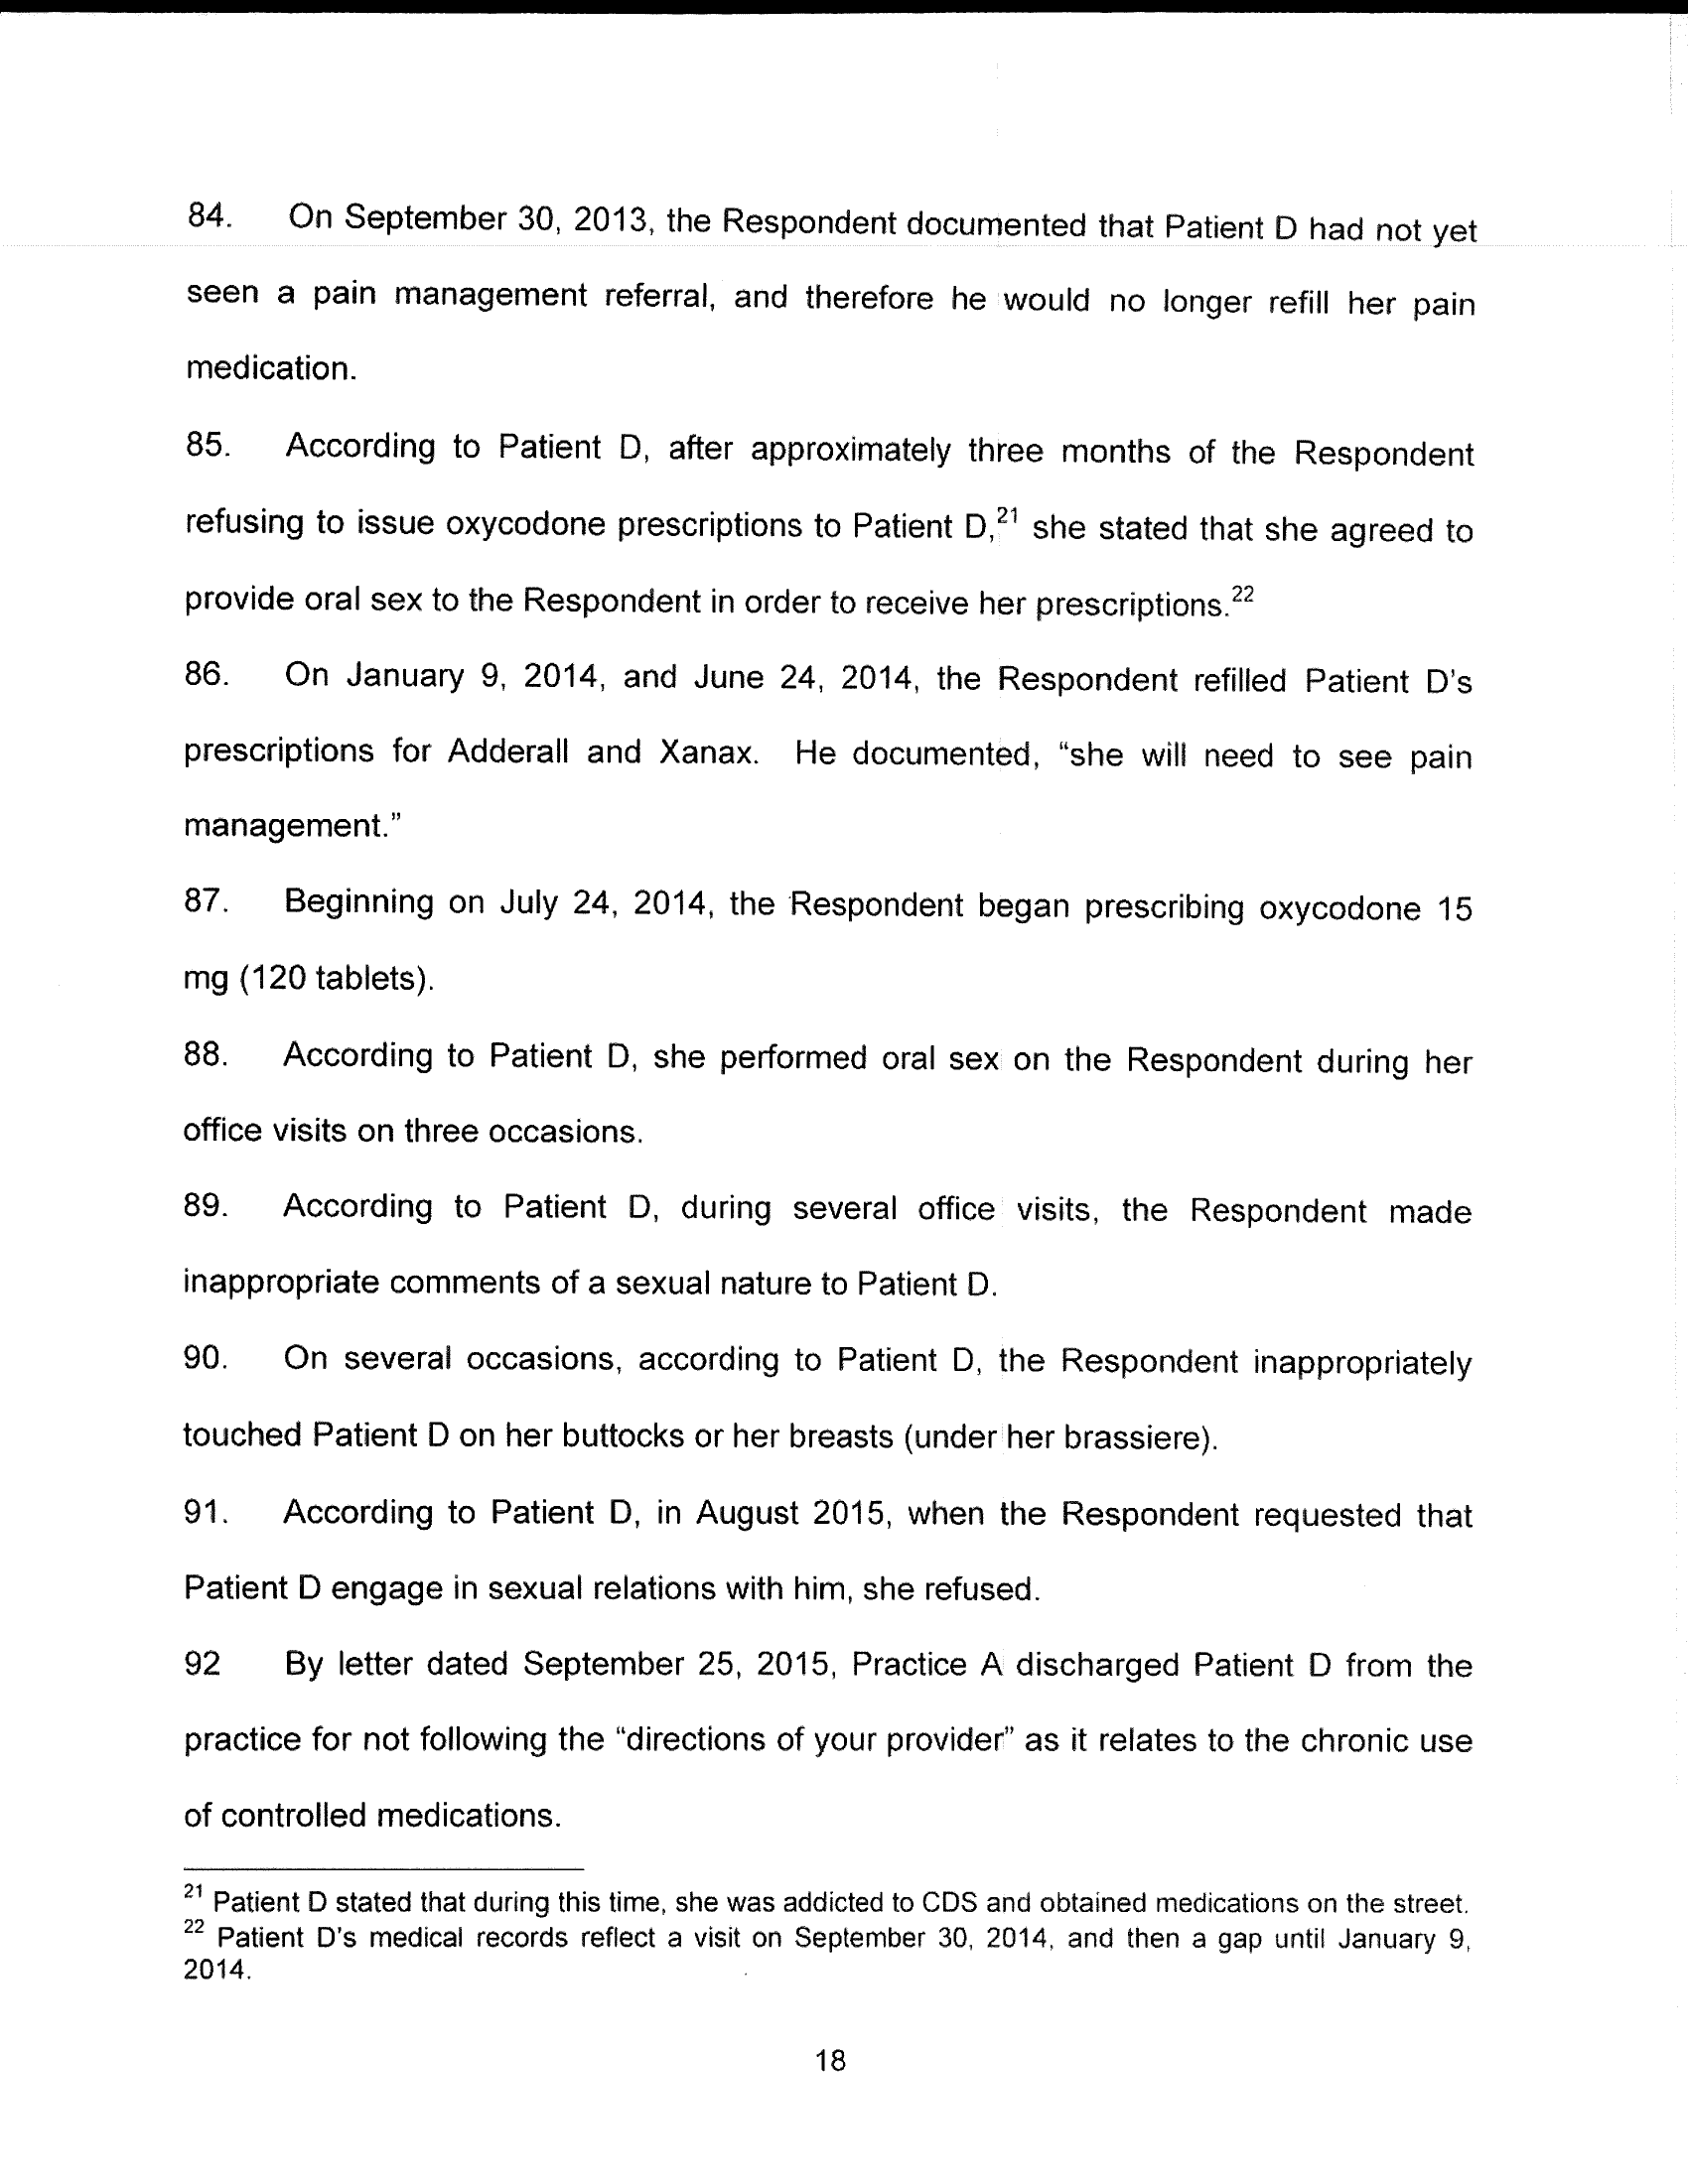 84. On September 30, 2013, the Respondent documented that Patient D had not yet
seen a pain management referral, and therefore he would no longer refill her pain
medication.
85. According to Patient D, after approximately three months of the Respondent
refusing to issue oxycodone prescriptions to Patient D,21 she stated that she agreed to
provide oral sex to the Respondent in order to receive her prescriptions.22
86. On January 9, 2014, and June 24, 2014, the Respondent refilled Patient D's
prescriptions for Adderall and Xanax. He documented, “she will need to see pain
management.”
87. Beginning on July 24, 2014, the Respondent began prescribing oxycodone 15
mg (120 tablets).
88. According to Patient D, she performed oral sex on the Respondent during her
office visits on three occasions.
89. According to Patient D, during several office visits, the Respondent made
inappropriate comments of a sexual nature to Patient D.
90. On several occasions, according to Patient D, the Respondent inappropriately
touched Patient D on her buttocks or her breasts (under her brassiere).
91. According to Patient D, in August 2015, when the Respondent requested that
Patient D engage in sexual relations with him, she refused.
92 By letter dated September 25, 2015, Practice A discharged Patient D from the
practice for not following the “directions of your provider” as it relates to the chronic use
of controlled medications.
21 Patient D stated that during this time, she was addicted to CDS and obtained medications on the street.
22 Patient D's medical records reflect a visit on September 30, 2014, and then a gap until January 9,
2014.
18